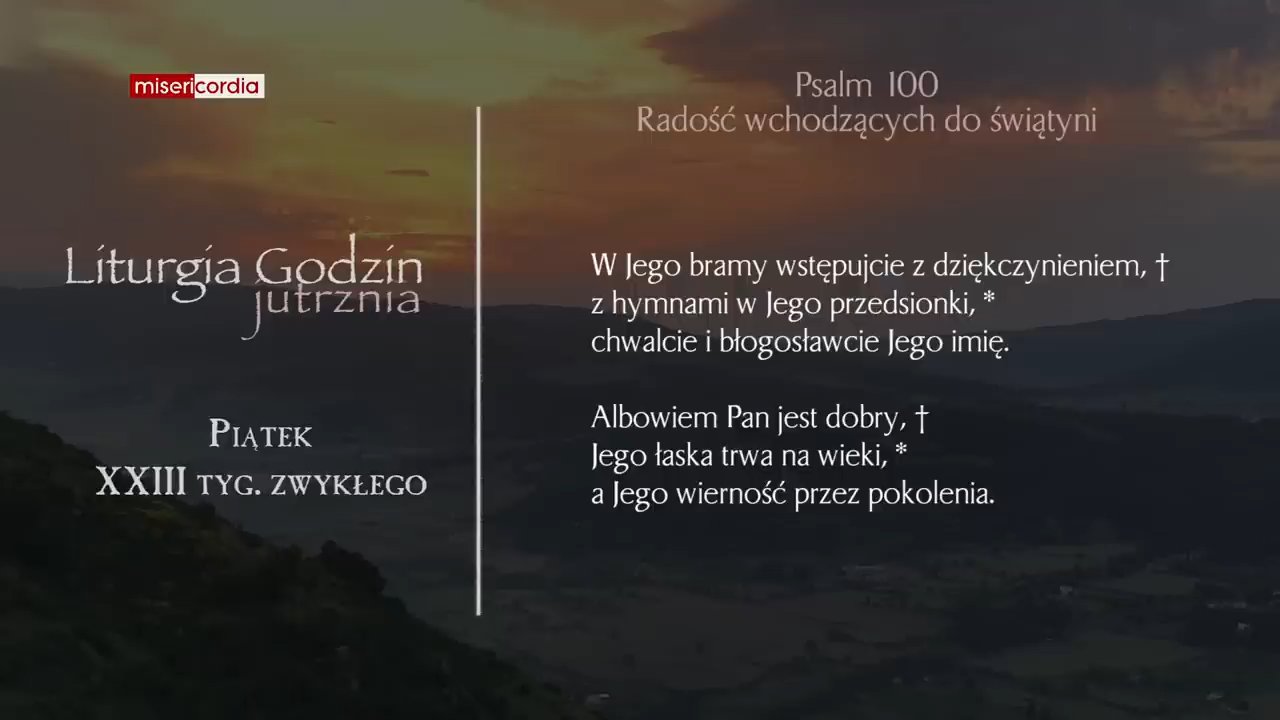 misericordia
Liturgia Godzin
jutrznia
Piątek
XXIII tyg. zwykłego
Psalm 100
Radość wchodzących do świątyni
W Jego bramy wstępujcie z dziękczynieniem, †
z hymnami w Jego przedsionki, *
chwalcie i błogosławcie Jego imię.
Albowiem Pan jest dobry, †
Jego łaska trwa na wieki, *
a Jego wierność przez pokolenia.